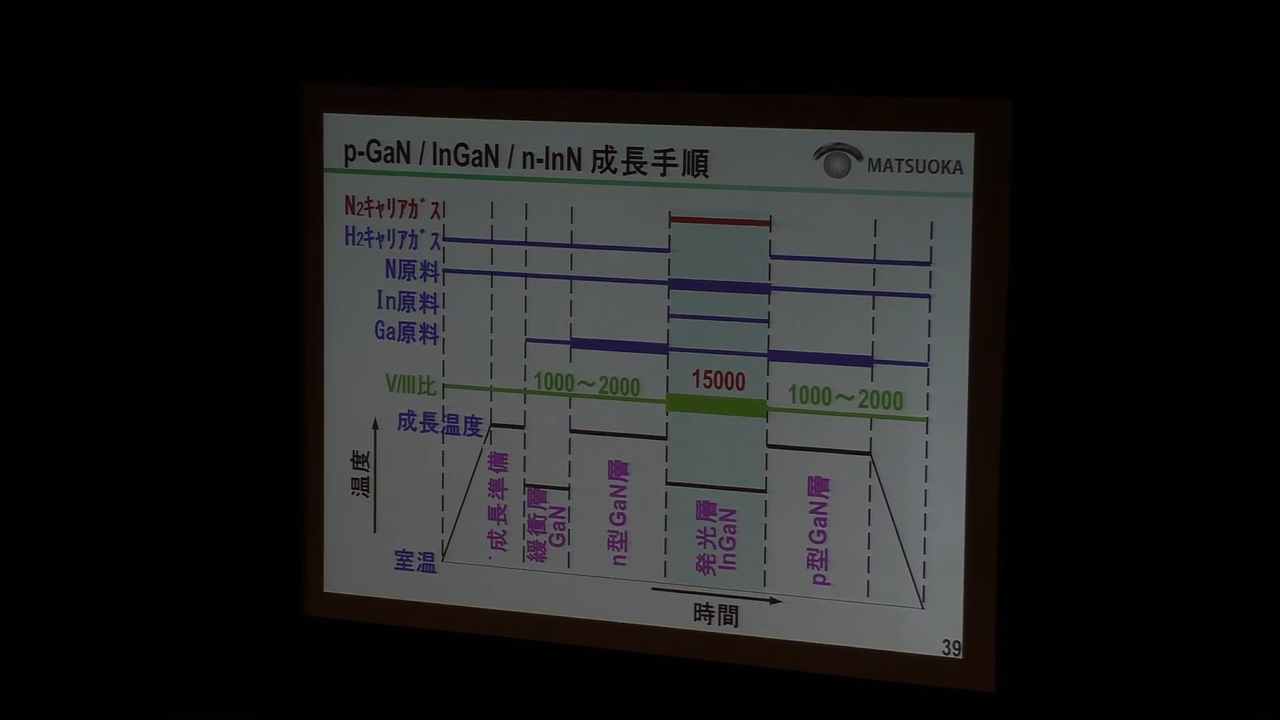 p-GaN / InGaN / n-InN 成長手順
MATSUOKA
N2キャリアガス
H2キャリアガス
N原料
In原料
Ga原料
V/III比
1000～2000
15000
1000～2000
成長温度
温度
室温
成長準備
緩衝層
GaN
n型GaN層
発光層
InGaN
p型GaN層
時間
39